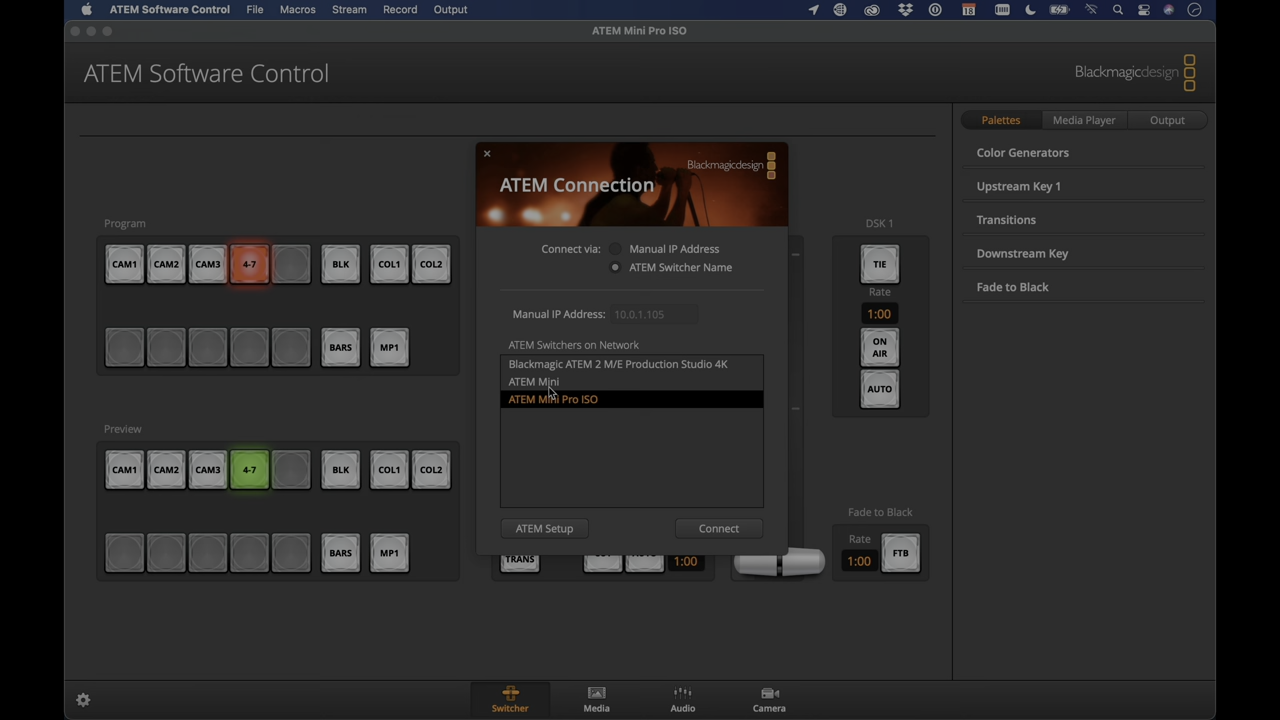 ATEM Software Control File Macros Stream Record Output
18
ATEM Mini Pro ISO
ATEM Software Control
Blackmagicdesign
Palettes Media Player Output
Color Generators
Upstream Key 1
Transitions
Downstream Key
Fade to Black
Blackmagicdesign
ATEM Connection
Connect via: Manual IP Address
ATEM Switcher Name
Manual IP Address: 10.0.1.105
ATEM Switchers on Network
Blackmagic ATEM 2 M/E Production Studio 4K
ATEM Mini
ATEM Mini Pro ISO
ATEM Setup Connect
Program
CAM1 CAM2 CAM3 4-7 BLK COL1 COL2
BARS MP1
Preview
CAM1 CAM2 CAM3 4-7 BLK COL1 COL2
BARS MP1
TRANS
1:00
DSK 1
TIE
Rate
1:00
ON
AIR
AUTO
Fade to Black
Rate
1:00 FTB
Switcher Media Audio Camera